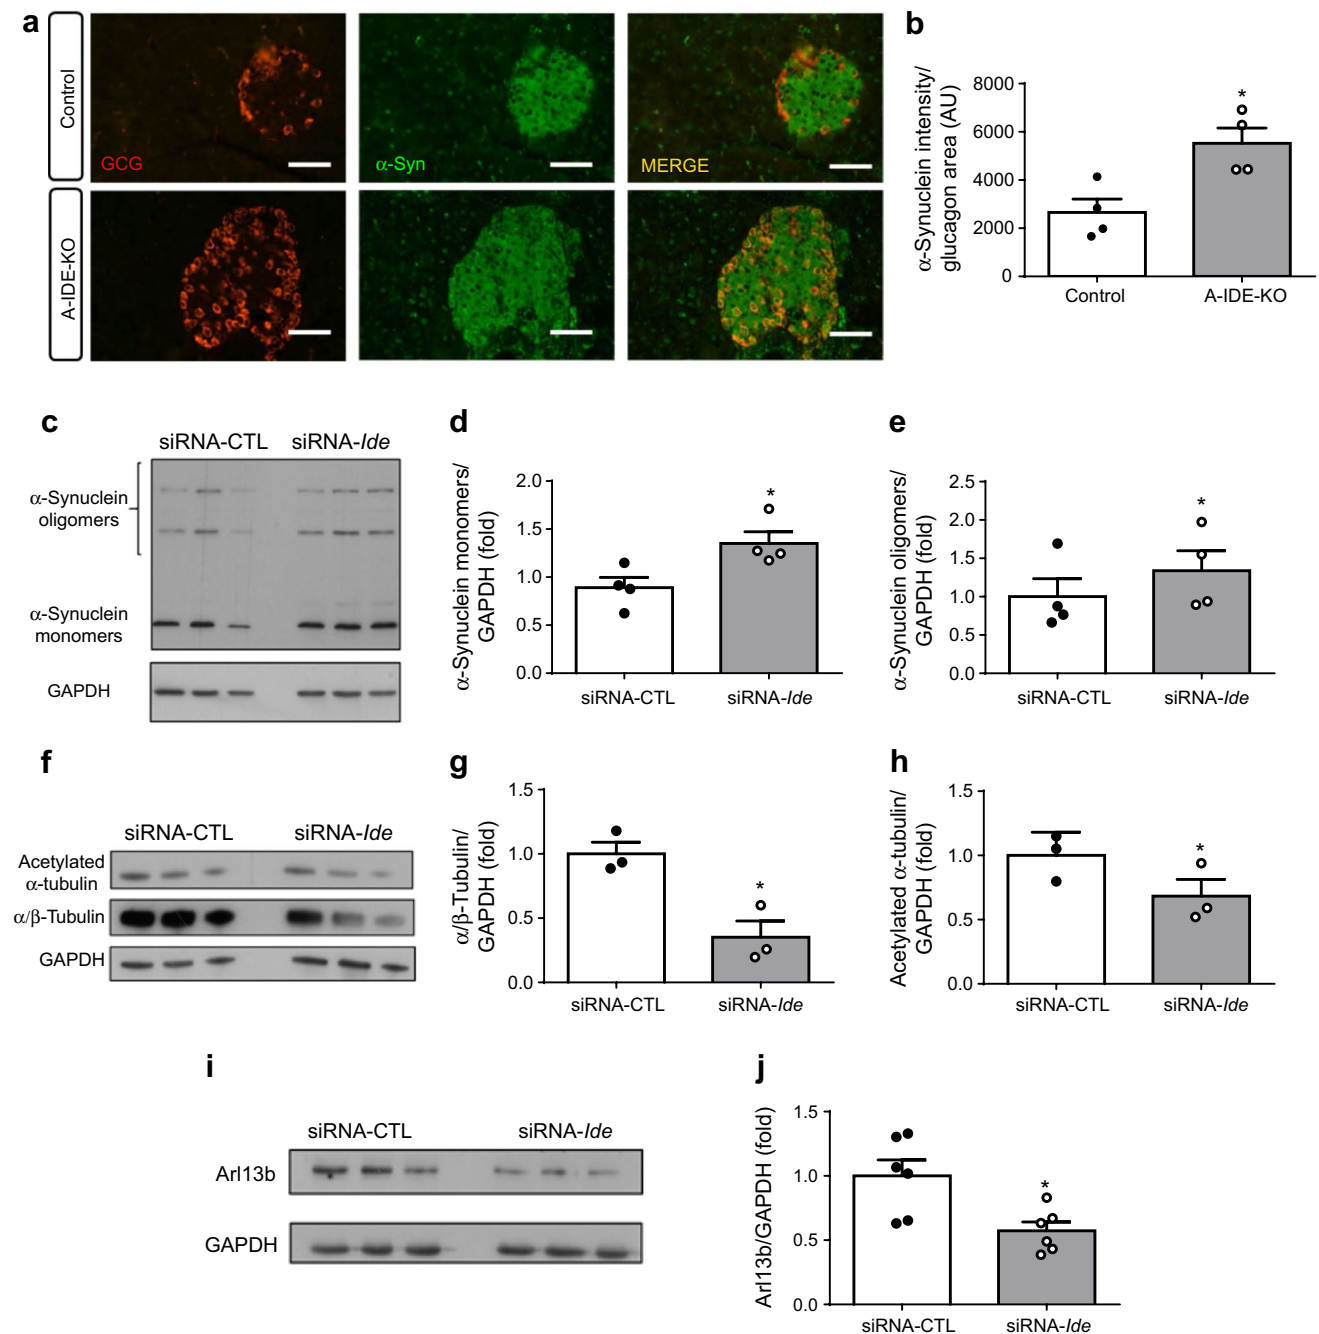 a
Control
GCG
α-Syn
MERGE
A-IDE-KO
b
α-Synuclein intensity/
glucagon area (AU)
8000
6000
4000
2000
0
*
Control
A-IDE-KO
c
siRNA-CTL
siRNA-Ide
α-Synuclein
oligomers
α-Synuclein
monomers
GAPDH
d
α-Synuclein monomers/
GAPDH (fold)
2.0
1.5
1.0
0.5
0.0
*
siRNA-CTL
siRNA-Ide
e
α-Synuclein oligomers/
GAPDH (fold)
2.5
2.0
1.5
1.0
0.5
0.0
*
siRNA-CTL
siRNA-Ide
f
siRNA-CTL
siRNA-Ide
Acetylated
α-tubulin
α/β-Tubulin
GAPDH
g
α/β-Tubulin/
GAPDH (fold)
1.5
1.0
0.5
0.0
*
siRNA-CTL
siRNA-Ide
h
Acetylated α-tubulin/
GAPDH (fold)
1.5
1.0
0.5
0.0
*
siRNA-CTL
siRNA-Ide
i
siRNA-CTL
siRNA-Ide
Arl13b
GAPDH
j
Arl13b/GAPDH (fold)
1.5
1.0
0.5
0.0
*
siRNA-CTL
siRNA-Ide